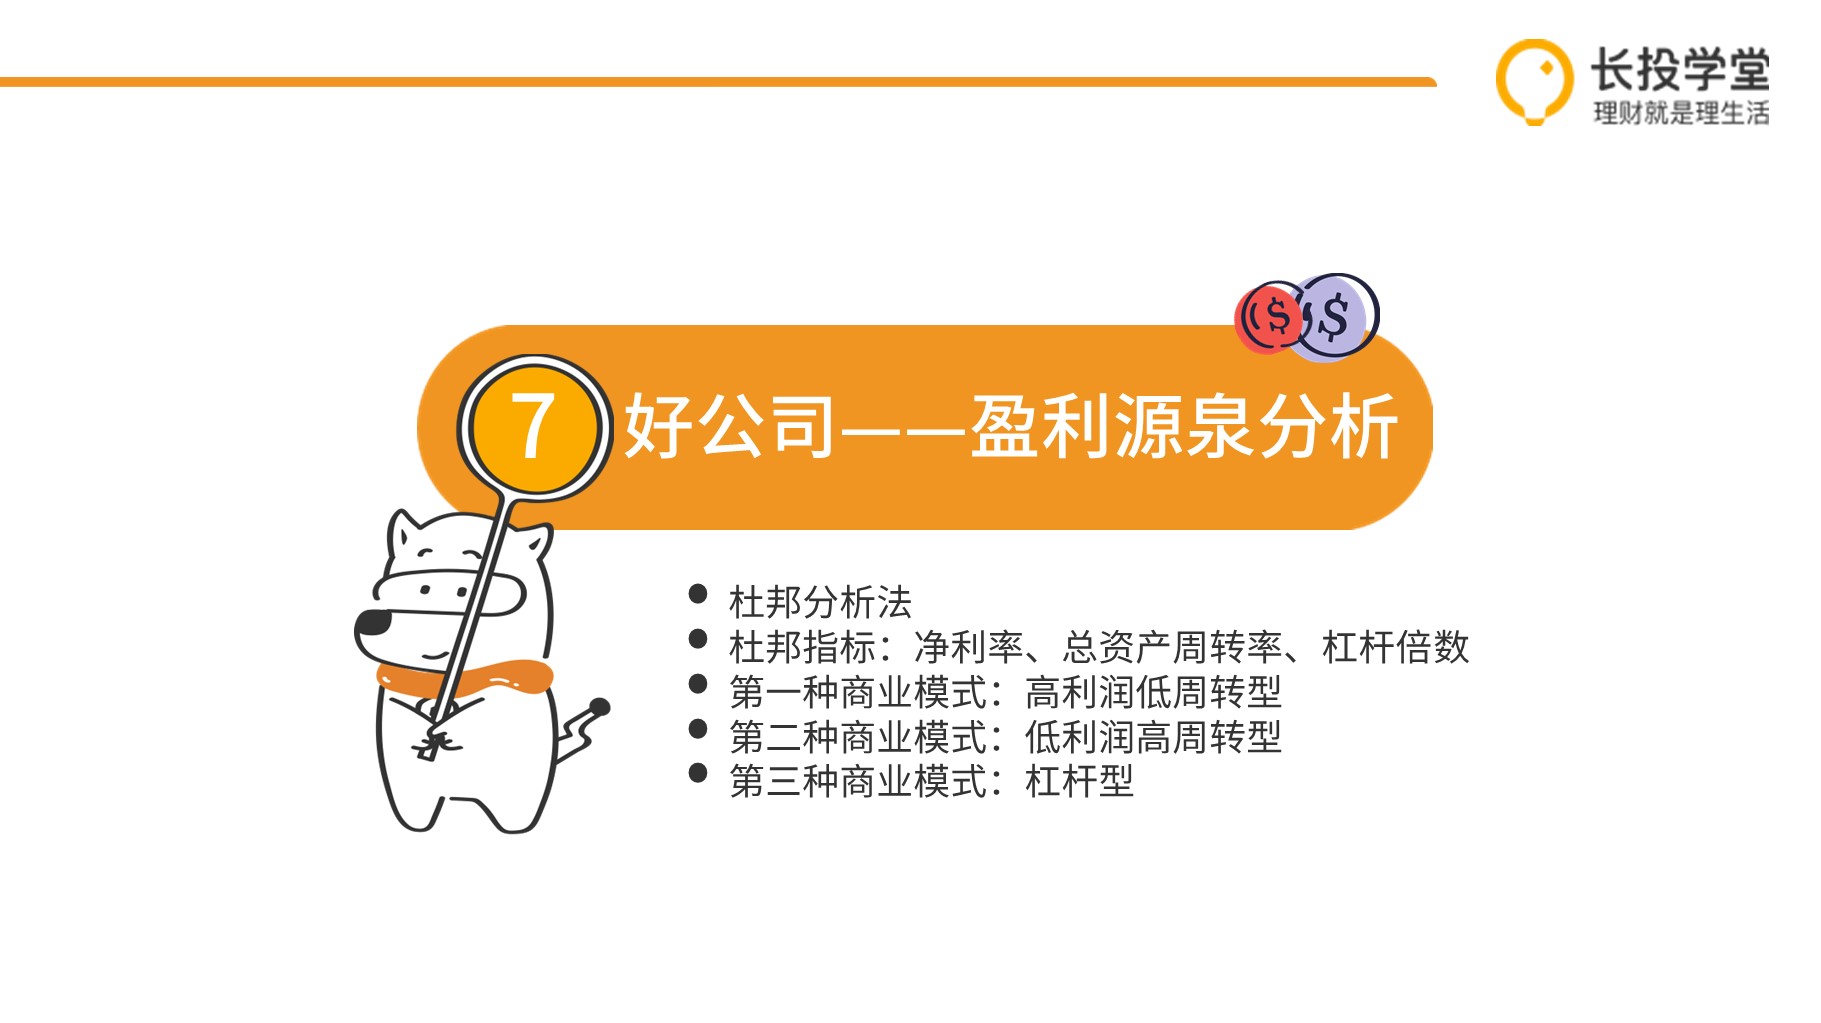 长投学堂
理财就是理生活
7 好公司——盈利源泉分析
● 杜邦分析法
● 杜邦指标：净利率、总资产周转率、杠杆倍数
● 第一种商业模式：高利润低周转型
● 第二种商业模式：低利润高周转型
● 第三种商业模式：杠杆型